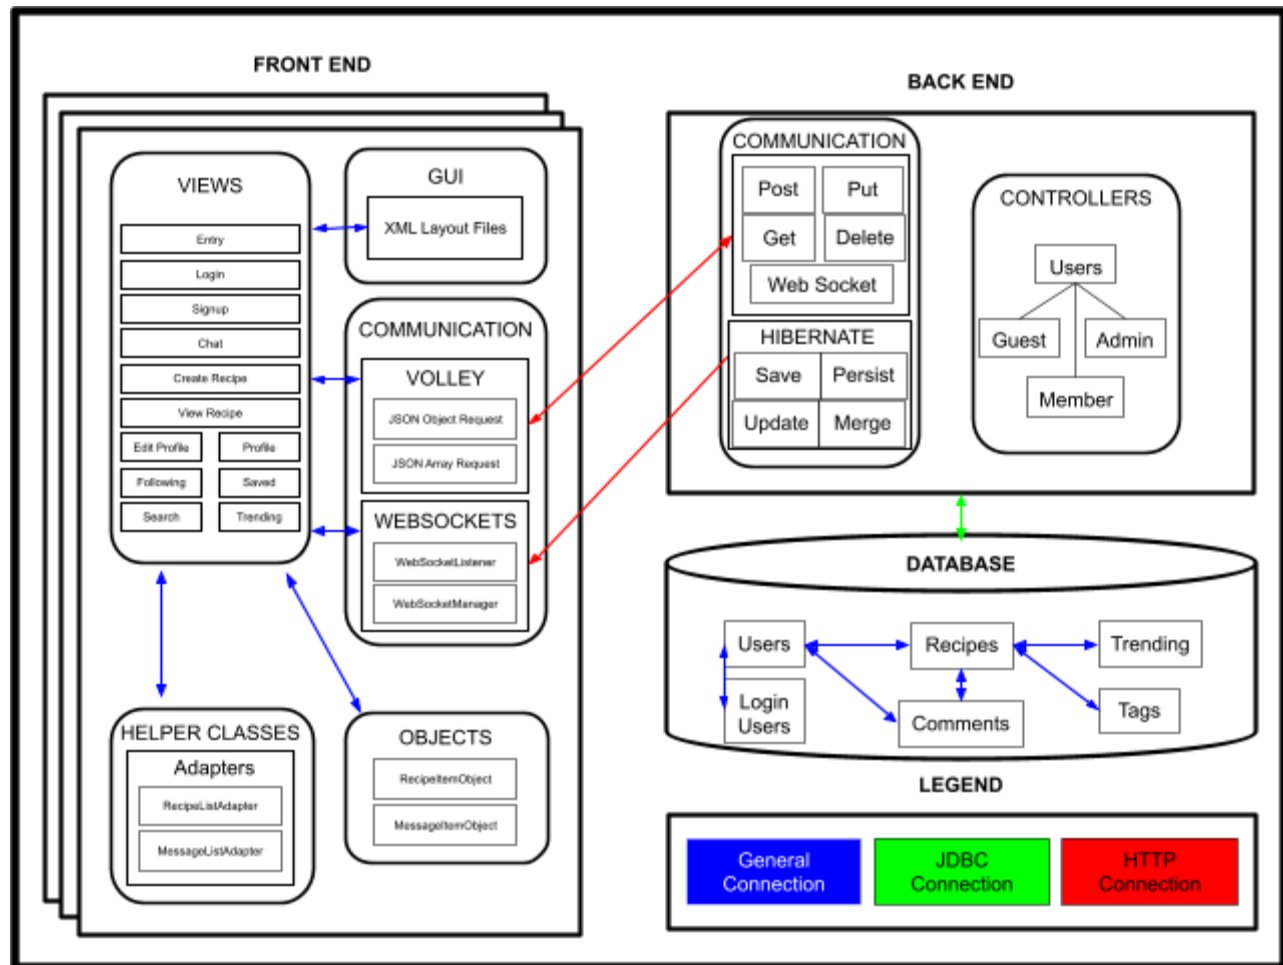 FRONT END
VIEWS
Entry
Login
Signup
Chat
Create Recipe
View Recipe
Edit Profile
Profile
Following
Saved
Search
Trending
GUI
XML Layout Files
COMMUNICATION
VOLLEY
JSON Object Request
JSON Array Request
WEBSOCKETS
WebSocketListener
WebSocketManager
HELPER CLASSES
Adapters
RecipeListAdapter
MessageListAdapter
OBJECTS
RecipeItemObject
MessageItemObject
BACK END
COMMUNICATION
Post
Put
Get
Delete
Web Socket
HIBERNATE
Save
Persist
Update
Merge
CONTROLLERS
Users
Guest
Admin
Member
DATABASE
Users
Recipes
Trending
Login
Users
Comments
Tags
LEGEND
General
Connection
JDBC
Connection
HTTP
Connection